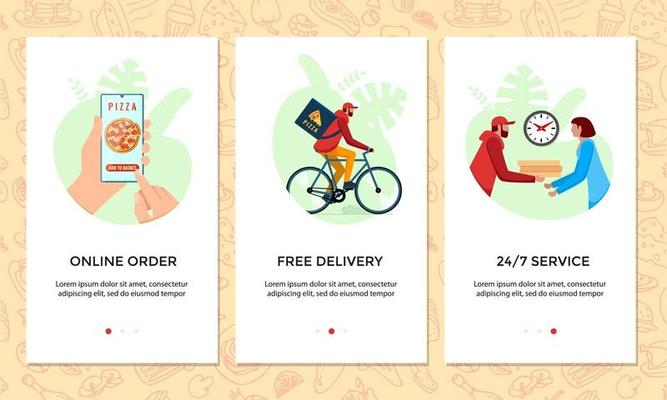 PIZZA
ADD TO BASKET
ONLINE ORDER
Lorem ipsum dolor sit amet, consectetur
adipiscing elit, sed do eiusmod tempor
PIZZA
FREE DELIVERY
Lorem ipsum dolor sit amet, consectetur
adipiscing elit, sed do eiusmod tempor
24/7 SERVICE
Lorem ipsum dolor sit amet, consectetur
adipiscing elit, sed do eiusmod tempor